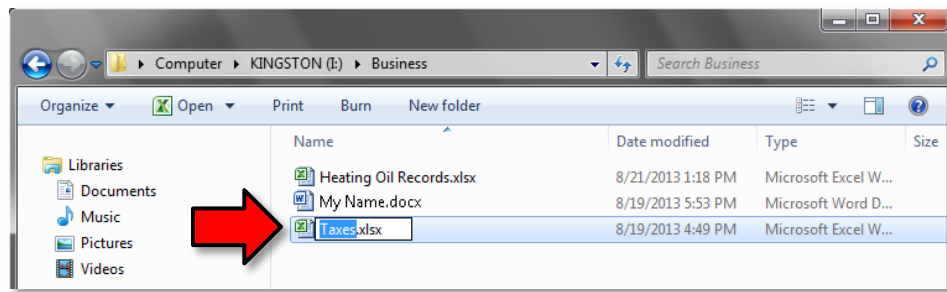 Computer KINGSTON (I:) Business Search Business
Organize Open Print Burn New folder
Name Date modified Type Size
Libraries
Documents
Music
Pictures
Videos
Heating Oil Records.xlsx 8/21/2013 1:18 PM Microsoft Excel W...
My Name.docx 8/19/2013 5:53 PM Microsoft Word D...
Taxes.xlsx 8/19/2013 4:49 PM Microsoft Excel W...